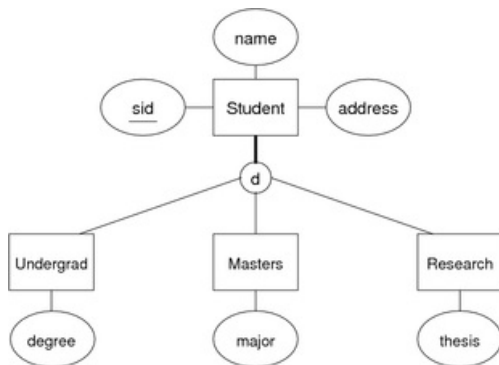 name
sid
Student
address
d
Undergrad
Masters
Research
degree
major
thesis